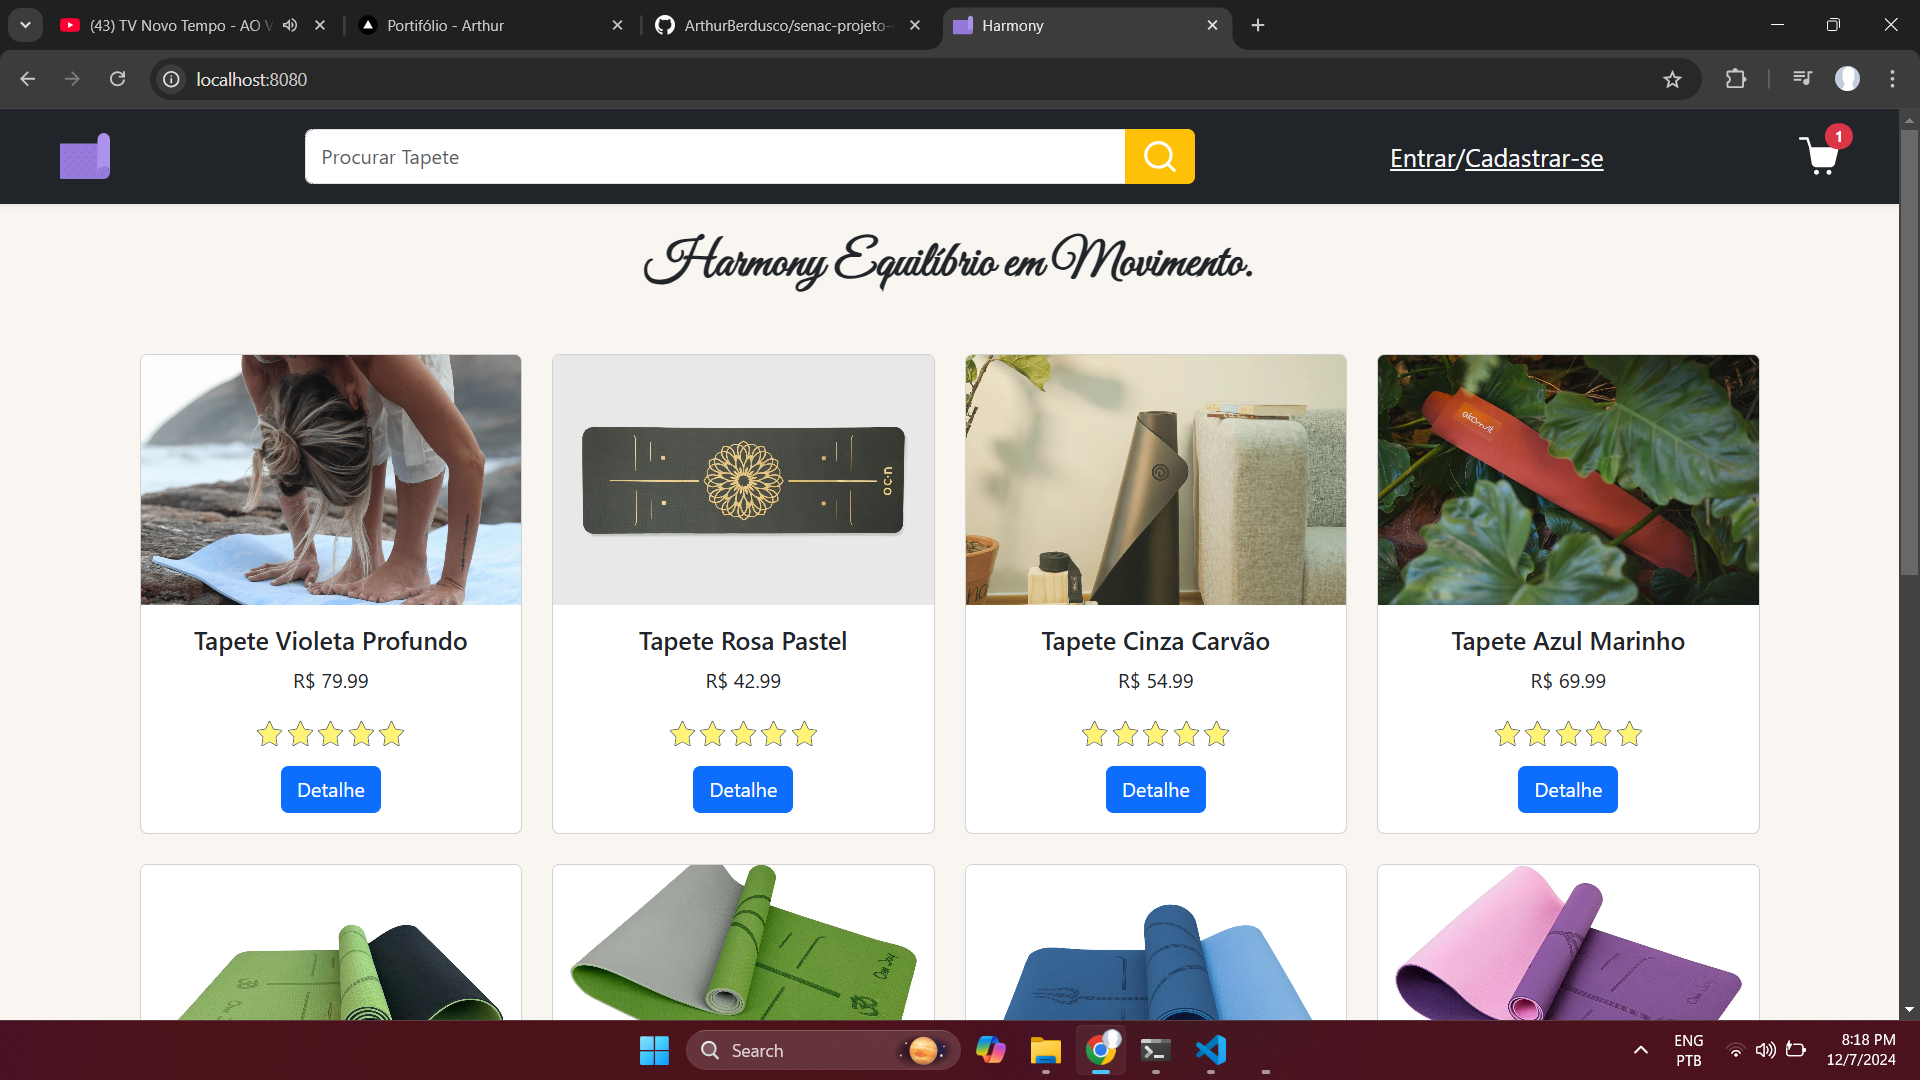 (43) TV Novo Tempo - AO V
Portifólio - Arthur
ArthurBerdusco/senac-projeto-
Harmony
localhost:8080
Procurar Tapete
Entrar/Cadastrar-se
1
Harmony Equilíbrio em Movimento.
oc-n
okomat
Tapete Violeta Profundo
Tapete Rosa Pastel
Tapete Cinza Carvão
Tapete Azul Marinho
R$ 79.99
R$ 42.99
R$ 54.99
R$ 69.99
Detalhe
Detalhe
Detalhe
Detalhe
Search
ENG
PTB
8:18 PM
12/7/2024